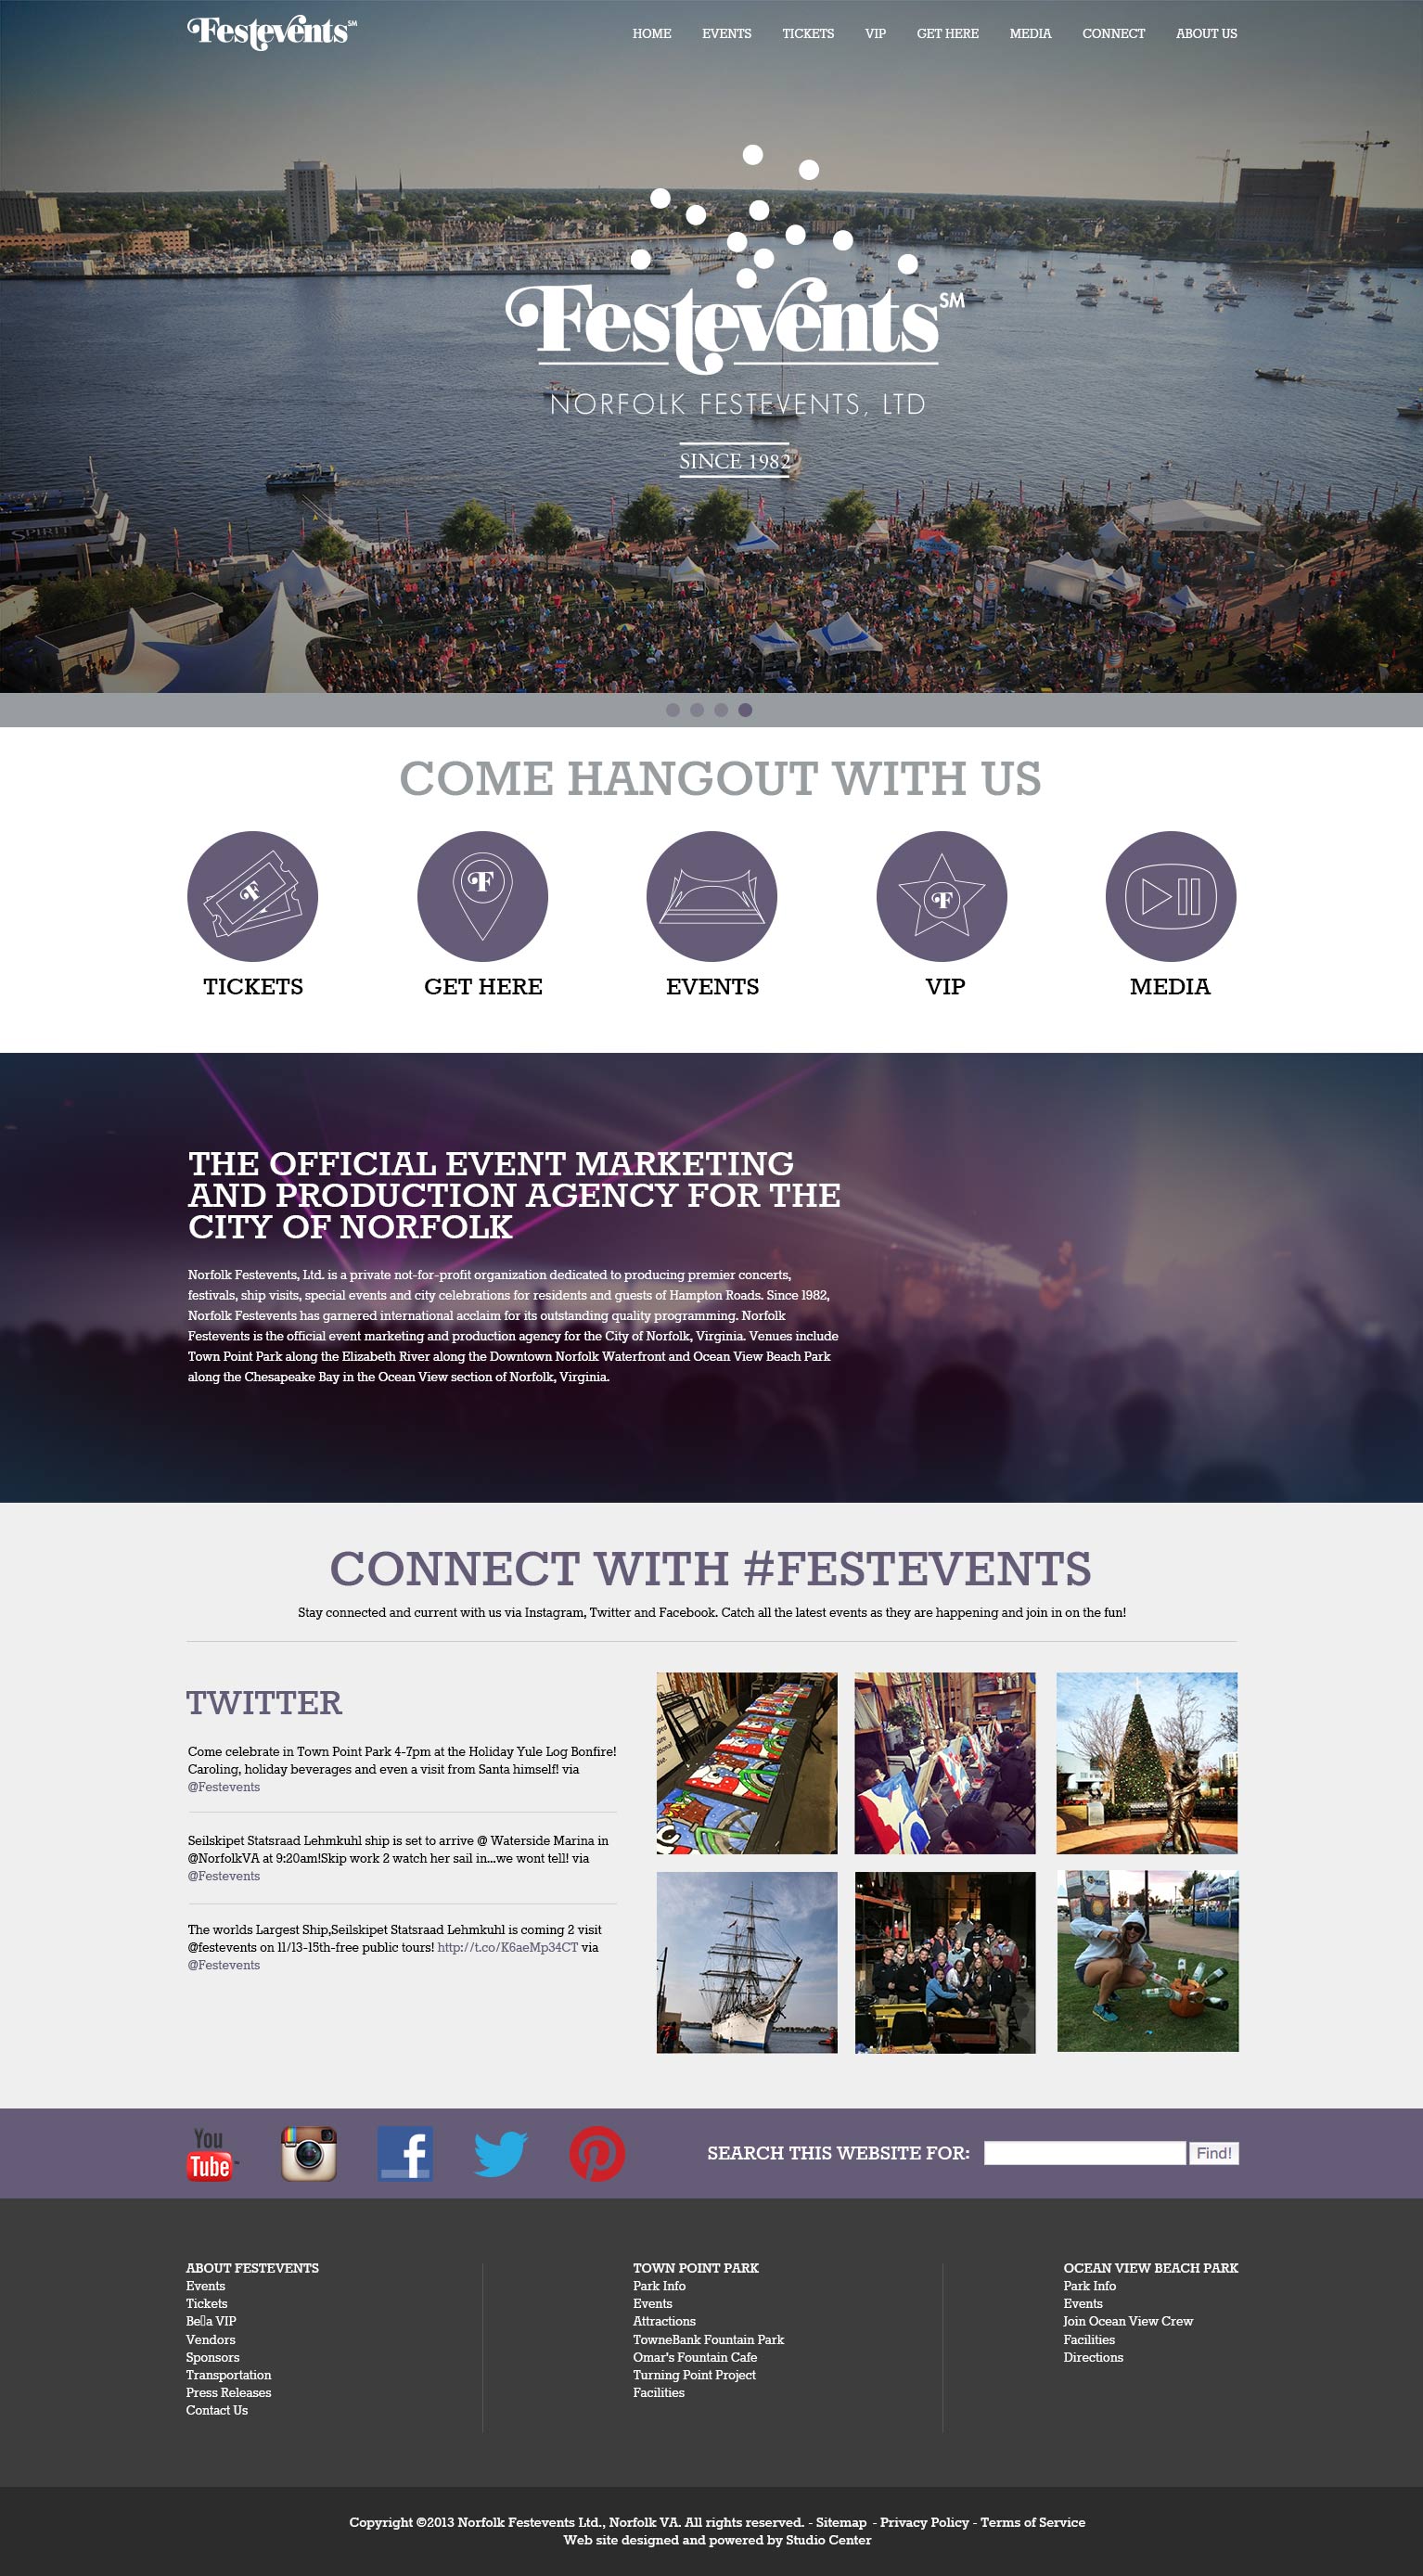 Festevents SM
HOME EVENTS TICKETS VIP GET HERE MEDIA CONNECT ABOUT US
Festevents SM
NORFOLK FESTEVENTS, LTD
SINCE 1982
SPIRIT
COME HANGOUT WITH US
F
F
F
TICKETS GET HERE EVENTS VIP MEDIA
THE OFFICIAL EVENT MARKETING
AND PRODUCTION AGENCY FOR THE
CITY OF NORFOLK
Norfolk Festevents, Ltd. is a private not-for-profit organization dedicated to producing premier concerts,
festivals, ship visits, special events and city celebrations for residents and guests of Hampton Roads. Since 1982,
Norfolk Festevents has garnered international acclaim for its outstanding quality programming. Norfolk
Festevents is the official event marketing and production agency for the City of Norfolk, Virginia. Venues include
Town Point Park along the Elizabeth River along the Downtown Norfolk Waterfront and Ocean View Beach Park
along the Chesapeake Bay in the Ocean View section of Norfolk, Virginia.
CONNECT WITH #FESTEVENTS
Stay connected and current with us via Instagram, Twitter and Facebook. Catch all the latest events as they are happening and join in on the fun!
TWITTER
Come celebrate in Town Point Park 4-7pm at the Holiday Yule Log Bonfire!
Caroling, holiday beverages and even a visit from Santa himself! via
@Festevents
Seilskipet Statsraad Lehmkuhl ship is set to arrive @ Waterside Marina in
@NorfolkVA at 9:20am!Skip work 2 watch her sail in...we wont tell! via
@Festevents
The worlds Largest Ship,Seilskipet Statsraad Lehmkuhl is coming 2 visit
@festevents on 11/13-15th-free public tours! http://t.co/K6aeMp34CT via
@Festevents
You
Tube
f
SEARCH THIS WEBSITE FOR: Find!
ABOUT FESTEVENTS
Events
Tickets
Be▯a VIP
Vendors
Sponsors
Transportation
Press Releases
Contact Us
TOWN POINT PARK
Park Info
Events
Attractions
TowneBank Fountain Park
Omar's Fountain Cafe
Turning Point Project
Facilities
OCEAN VIEW BEACH PARK
Park Info
Events
Join Ocean View Crew
Facilities
Directions
Copyright ©2013 Norfolk Festevents Ltd., Norfolk VA. All rights reserved. - Sitemap - Privacy Policy - Terms of Service
Web site designed and powered by Studio Center